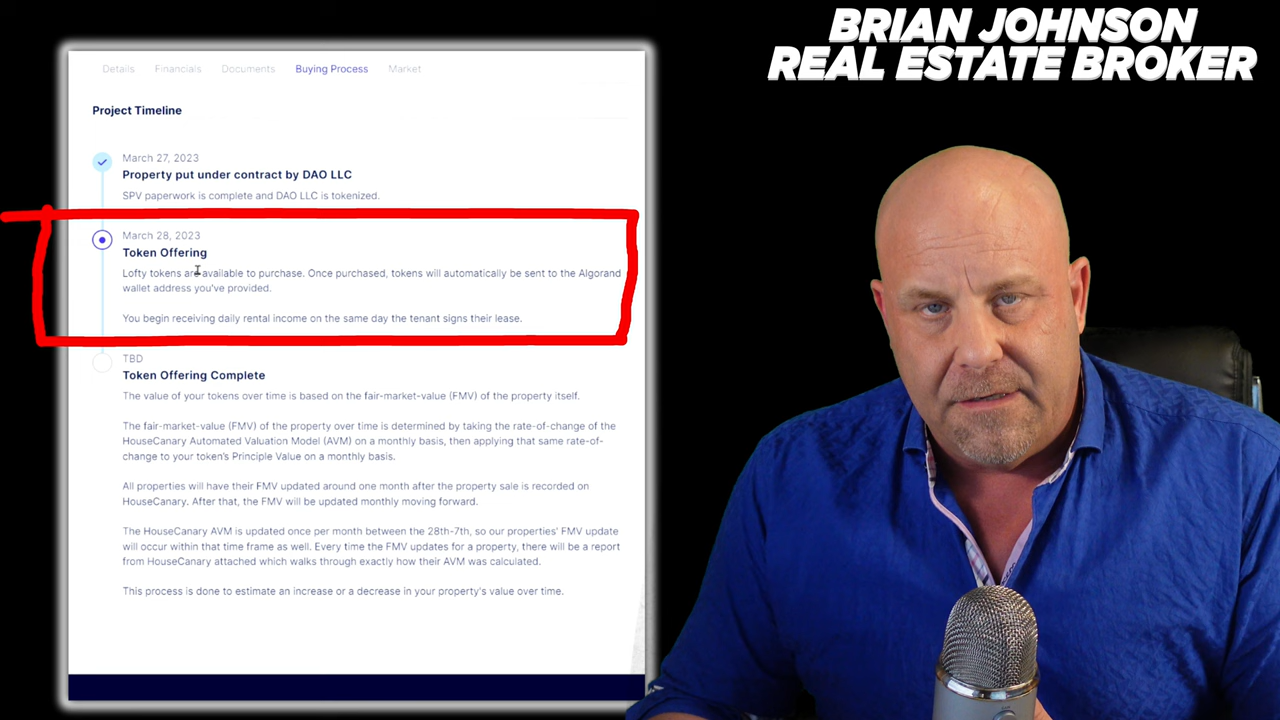 BRIAN JOHNSON
REAL ESTATE BROKER
Details Financials Documents Buying Process Market
Project Timeline
March 27, 2023
Property put under contract by DAO LLC
SPV paperwork is complete and DAO LLC is tokenized.
March 28, 2023
Token Offering
Lofty tokens are available to purchase. Once purchased, tokens will automatically be sent to the Algorand
wallet address you've provided.
You begin receiving daily rental income on the same day the tenant signs their lease.
TBD
Token Offering Complete
The value of your tokens over time is based on the fair-market-value (FMV) of the property itself.
The fair-market-value (FMV) of the property over time is determined by taking the rate-of-change of the
HouseCanary Automated Valuation Model (AVM) on a monthly basis, then applying that same rate-of-
change to your token's Principle Value on a monthly basis.
All properties will have their FMV updated around one month after the property sale is recorded on
HouseCanary. After that, the FMV will be updated monthly moving forward.
The HouseCanary AVM is updated once per month between the 28th-7th, so our properties' FMV update
will occur within that time frame as well. Every time the FMV updates for a property, there will be a report
from HouseCanary attached which walks through exactly how their AVM was calculated.
This process is done to estimate an increase or a decrease in your property's value over time.